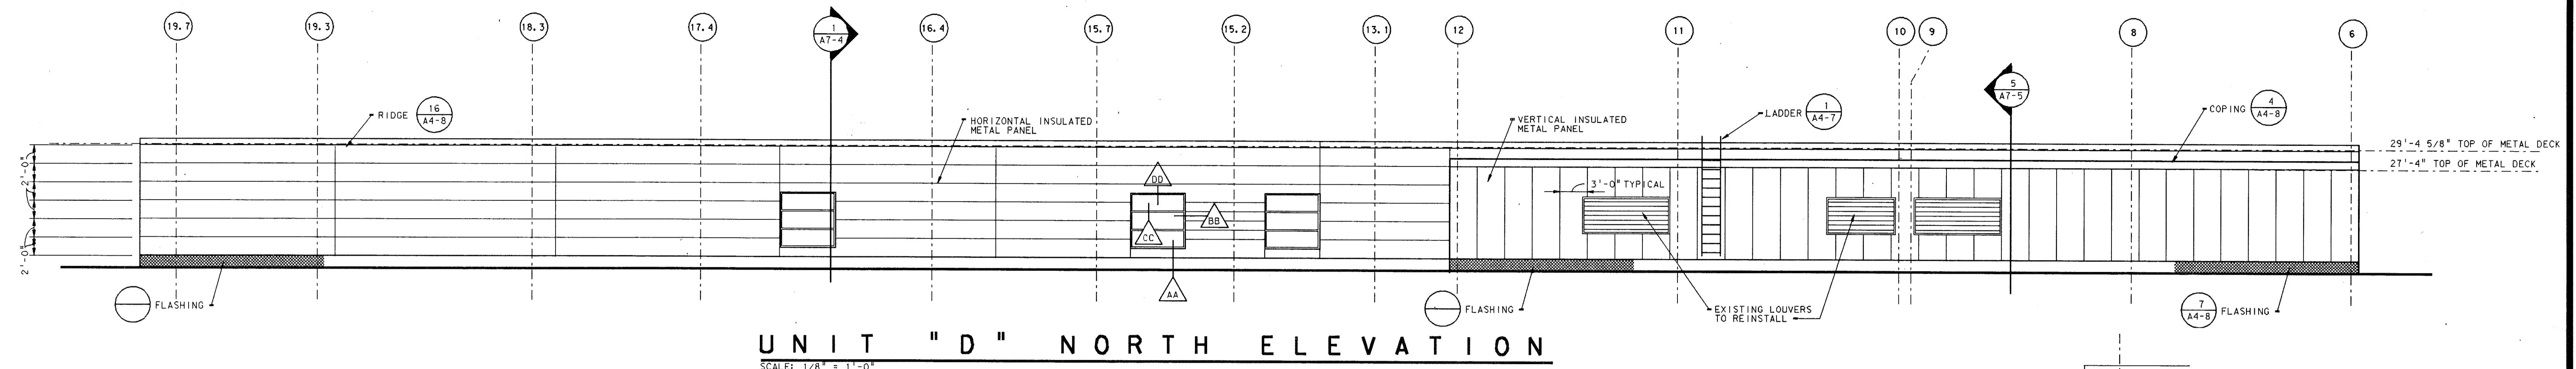 19.7
19.3
18.3
17.4
1
A7-4
16.4
15.7
15.2
13.1
12
11
10
9
8
6
5
A7-5
RIDGE
16
A4-8
HORIZONTAL INSULATED
METAL PANEL
VERTICAL INSULATED
METAL PANEL
LADDER
1
A4-7
COPING
4
A4-8
29'-4 5/8" TOP OF METAL DECK
27'-4" TOP OF METAL DECK
2'-0"
2'-0"
DD
BB
CC
AA
3'-0" TYPICAL
FLASHING
FLASHING
EXISTING LOUVERS
TO REINSTALL
7
A4-8
FLASHING
UNIT "D" NORTH ELEVATION
SCALE: 1/8" = 1'-0"